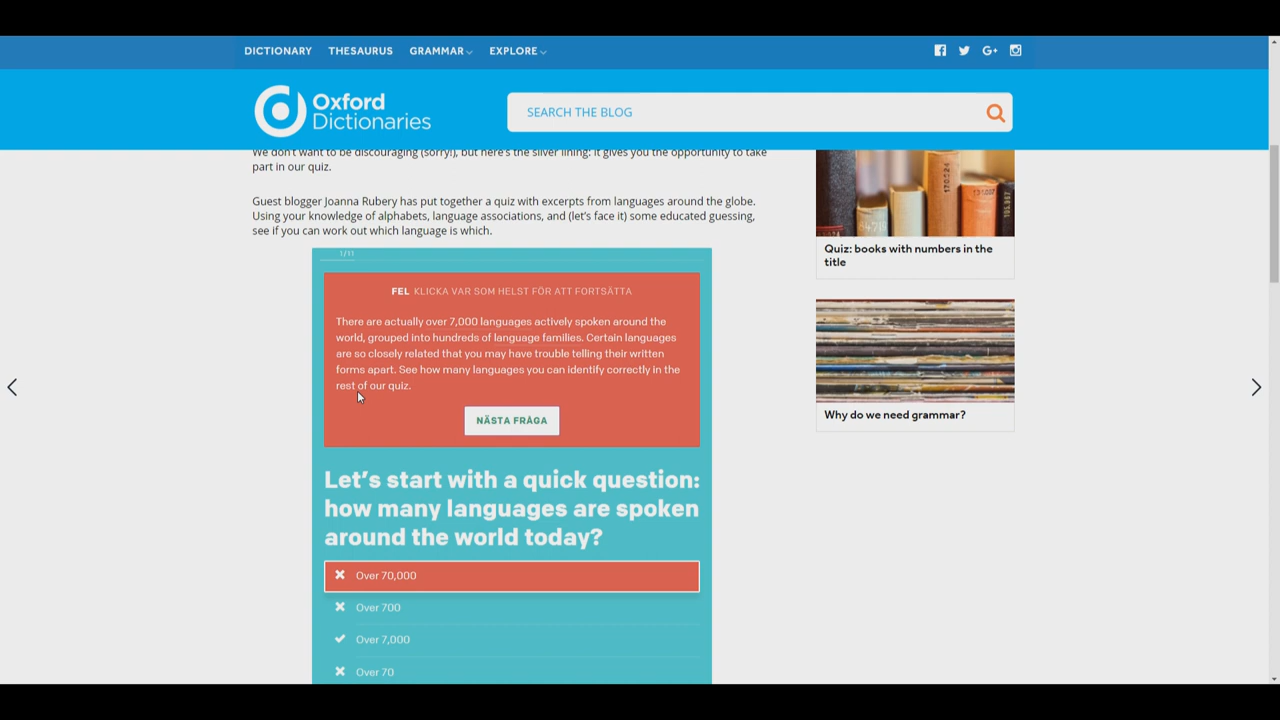 DICTIONARY THESAURUS GRAMMAR EXPLORE
Oxford
Dictionaries
SEARCH THE BLOG
We don't want to be discouraging (sorry!), but here's the silver lining: it gives you the opportunity to take
part in our quiz.
Guest blogger Joanna Rubery has put together a quiz with excerpts from languages around the globe.
Using your knowledge of alphabets, language associations, and (let's face it) some educated guessing,
see if you can work out which language is which.
1/11
FEL KLICKA VAR SOM HELST FÖR ATT FORTSÄTTA
There are actually over 7,000 languages actively spoken around the
world, grouped into hundreds of language families. Certain languages
are so closely related that you may have trouble telling their written
forms apart. See how many languages you can identify correctly in the
rest of our quiz.
NÄSTA FRÅGA
Let's start with a quick question:
how many languages are spoken
around the world today?
Over 70,000
Over 700
Over 7,000
Over 70
Quiz: books with numbers in the
title
Why do we need grammar?